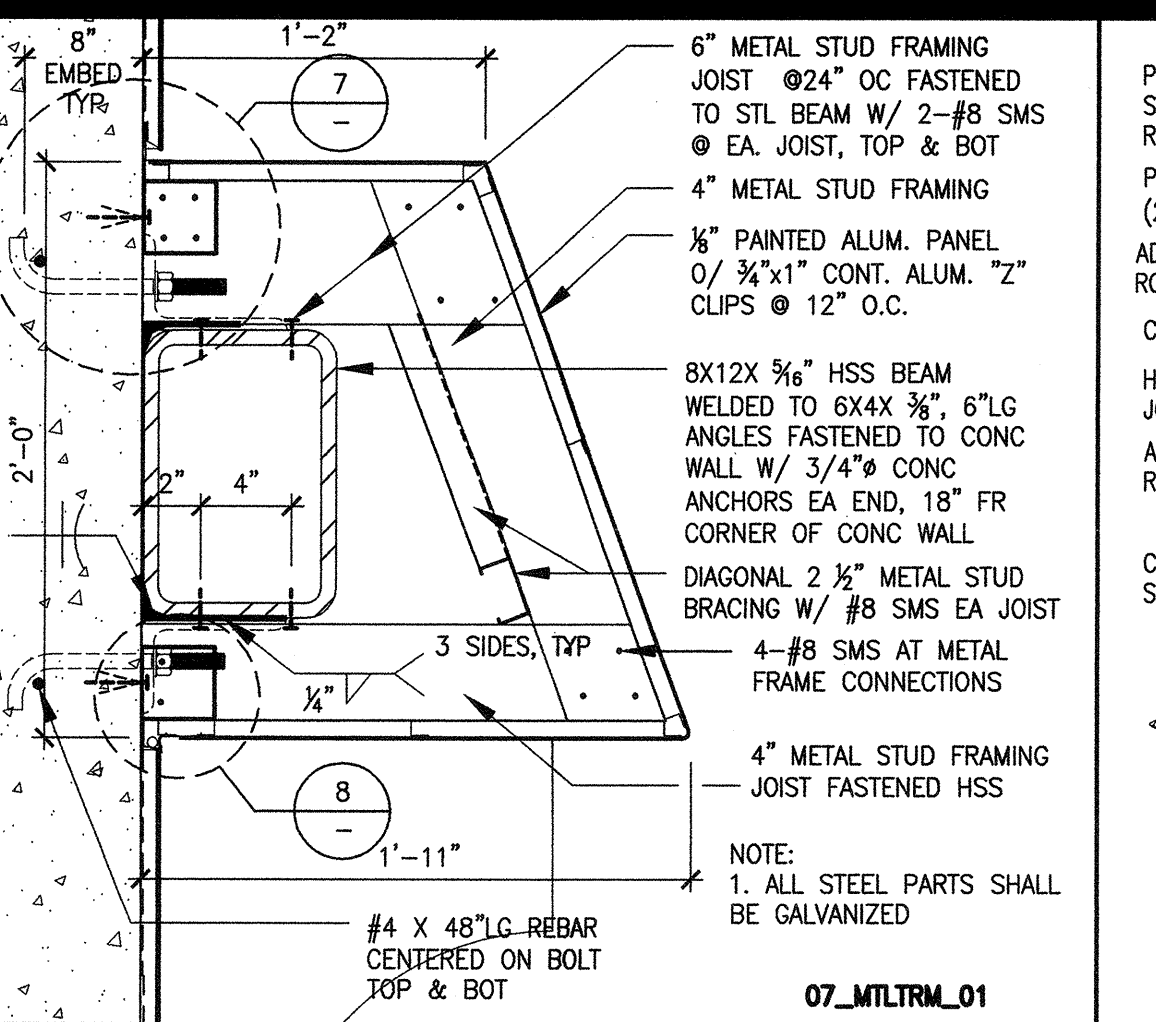 8"
EMBED
TYP
1'-2"
7
-
6" METAL STUD FRAMING
JOIST @24" OC FASTENED
TO STL BEAM W/ 2-#8 SMS
@ EA. JOIST, TOP & BOT
4" METAL STUD FRAMING
⅛" PAINTED ALUM. PANEL
O/ ¾"x1" CONT. ALUM. "Z"
CLIPS @ 12" O.C.
8X12X 5⁄16" HSS BEAM
WELDED TO 6X4X ⅜", 6"LG
ANGLES FASTENED TO CONC
WALL W/ 3/4"ø CONC
ANCHORS EA END, 18" FR
CORNER OF CONC WALL
2'-0"
2"
4"
DIAGONAL 2 ½" METAL STUD
BRACING W/ #8 SMS EA JOIST
3 SIDES, TYP
¼"
4-#8 SMS AT METAL
FRAME CONNECTIONS
4" METAL STUD FRAMING
JOIST FASTENED HSS
8
-
1'-11"
NOTE:
1. ALL STEEL PARTS SHALL
BE GALVANIZED
#4 X 48"LG REBAR
CENTERED ON BOLT
TOP & BOT
07_MTLTRM_01